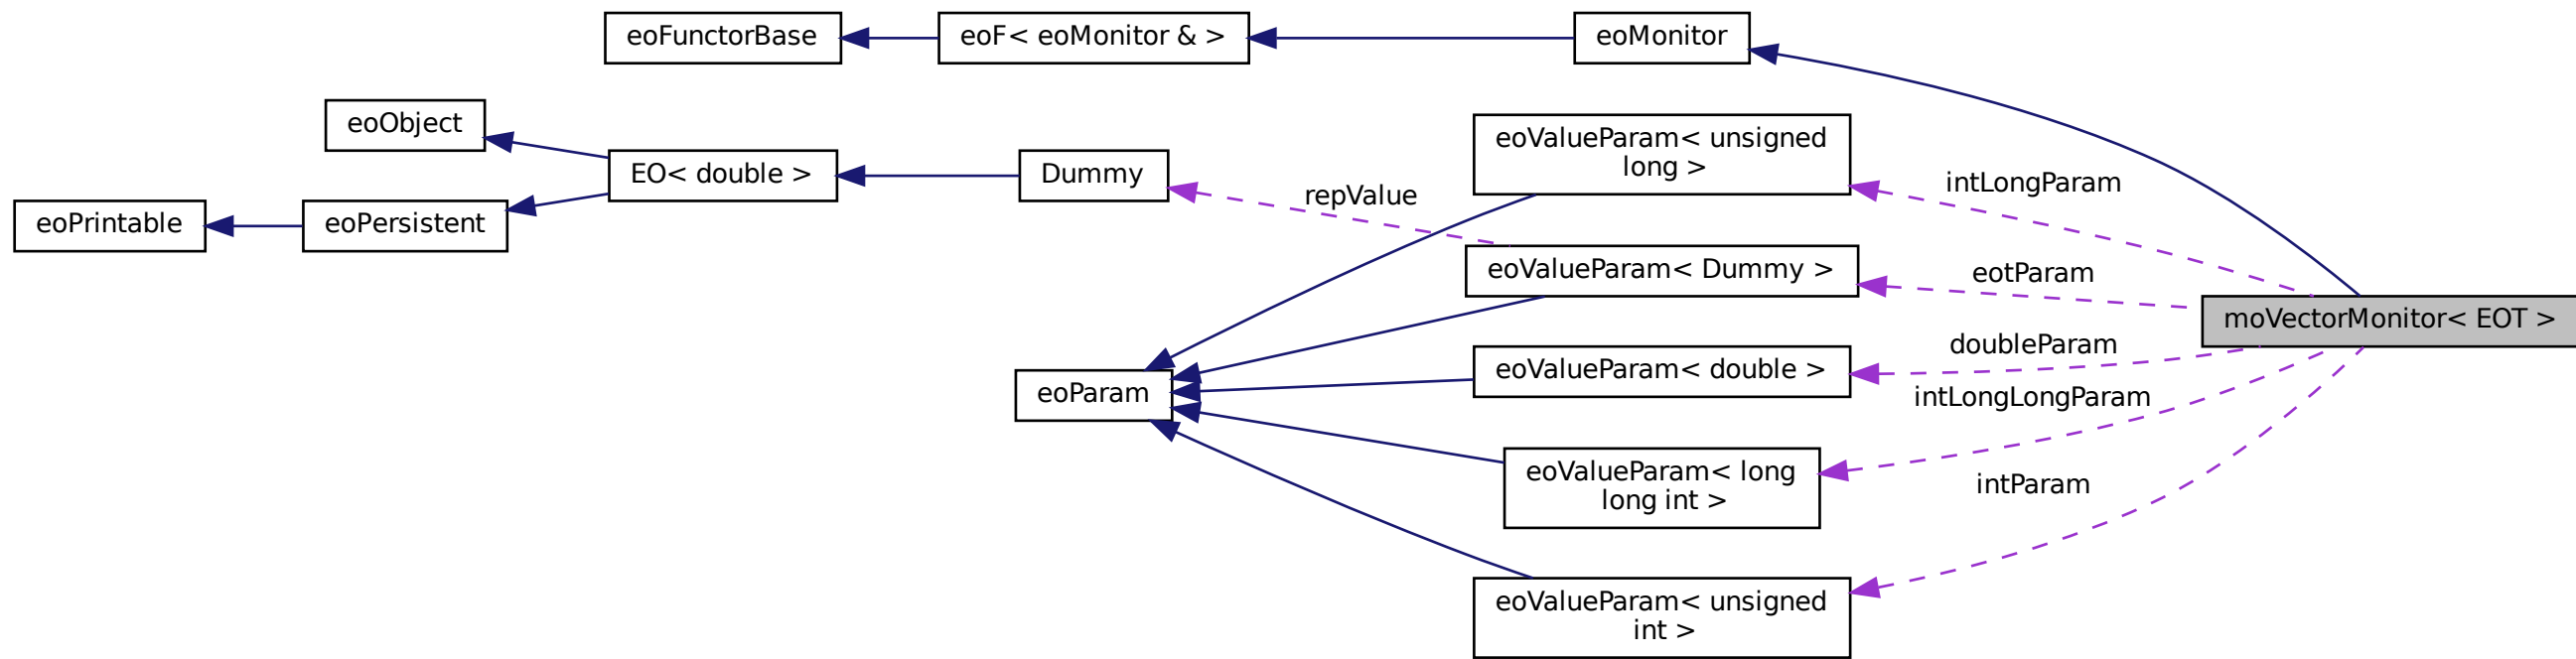 eoFunctorBase
eoF< eoMonitor & >
eoMonitor
eoObject
eoValueParam< unsigned
long >
EO< double >
Dummy
repValue
intLongParam
eoPrintable
eoPersistent
eoValueParam< Dummy >
eotParam
moVectorMonitor< EOT >
doubleParam
eoValueParam< double >
eoParam
intLongLongParam
eoValueParam< long
long int >
intParam
eoValueParam< unsigned
int >